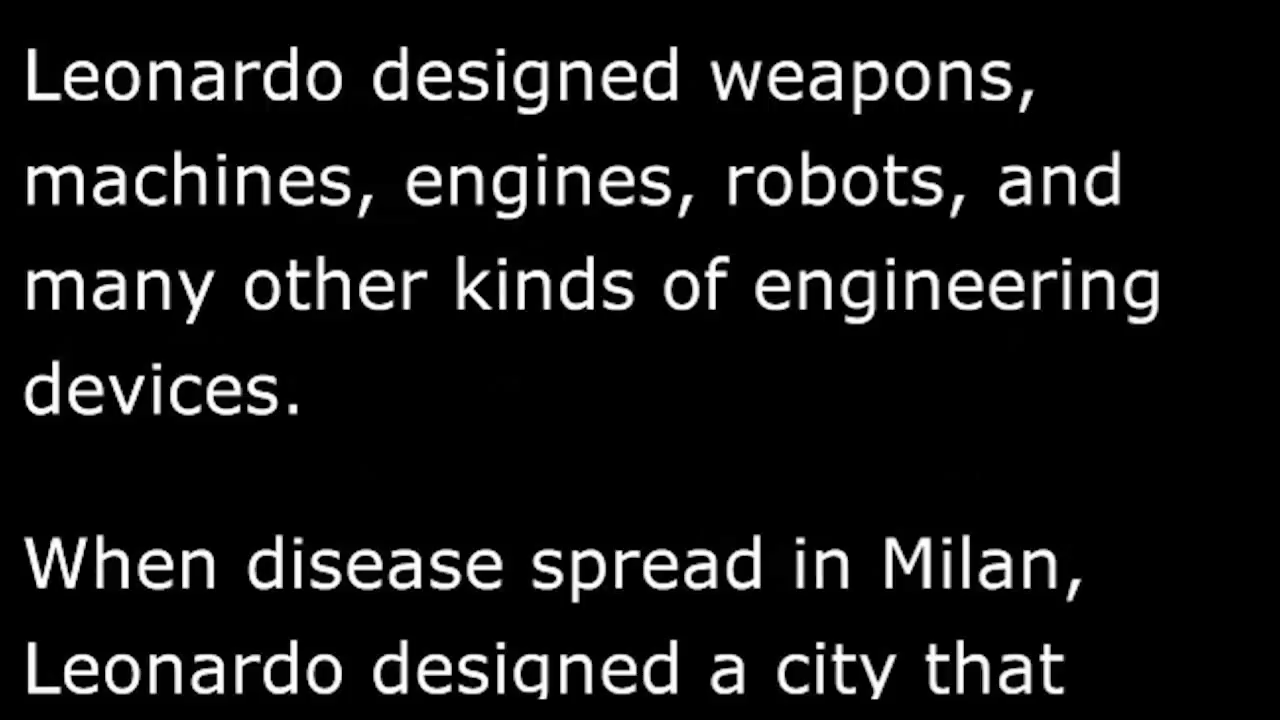 Leonardo designed weapons,
machines, engines, robots, and
many other kinds of engineering
devices.
When disease spread in Milan,
Leonardo designed a city that